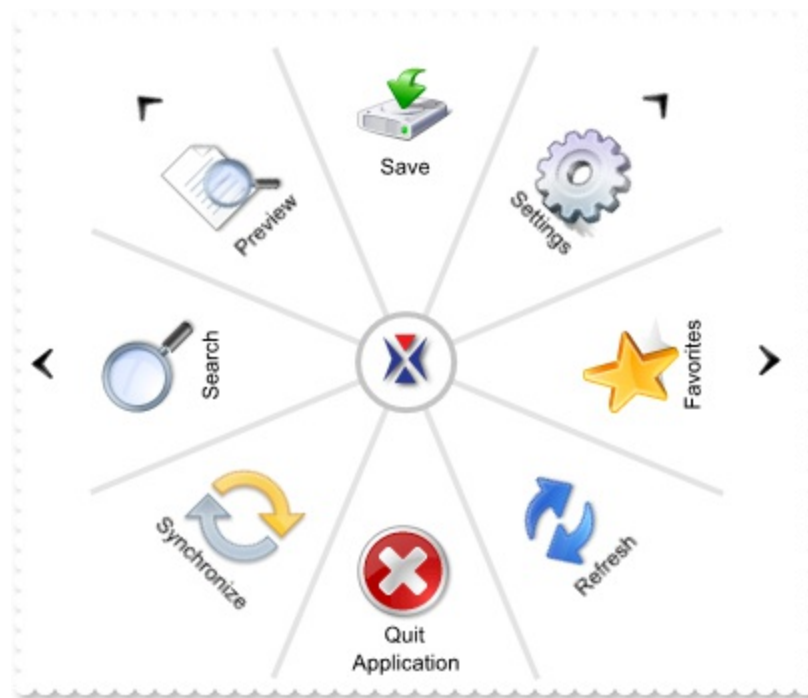 Save
Preview
Settings
Search
Favorites
Synchronize
Refresh
Quit
Application